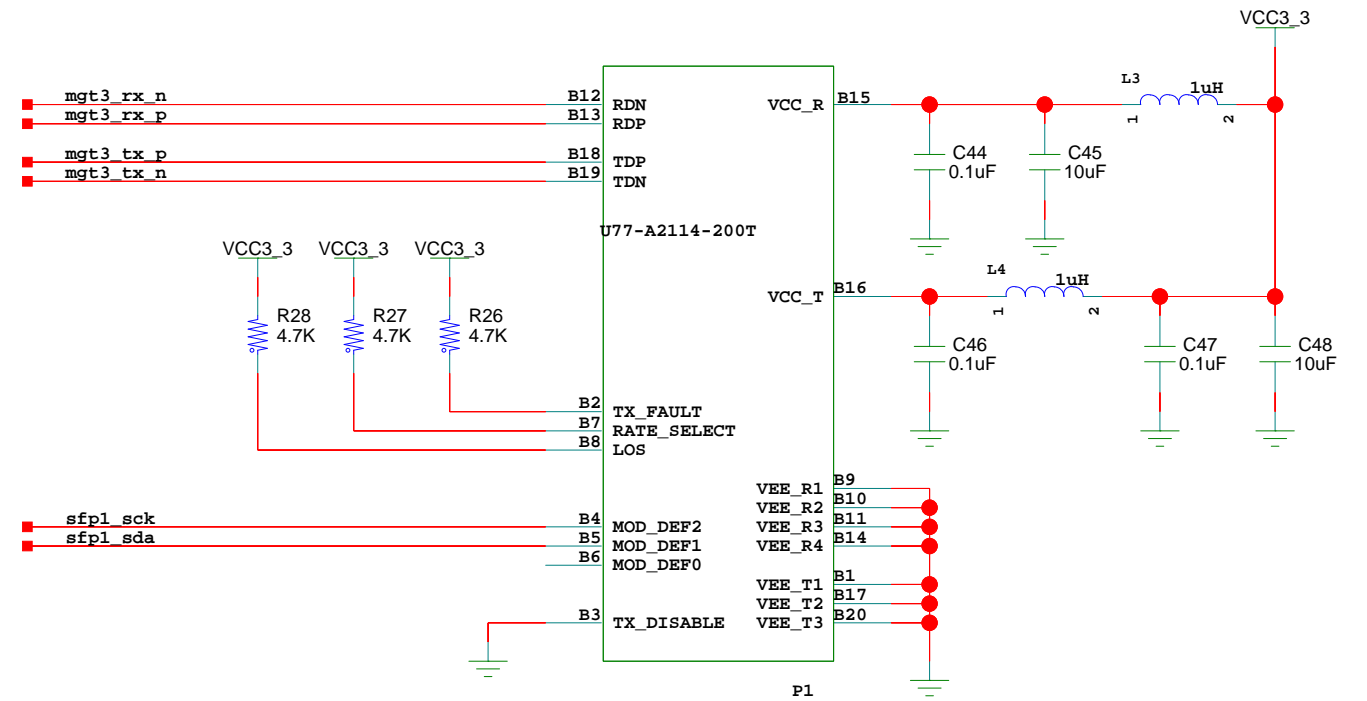 VCC3_3
mgt3_rx_n B12 RDN VCC_R B15 L3 1uH
mgt3_rx_p B13 RDP 1 2
mgt3_tx_p B18 TDP C44 C45
mgt3_tx_n B19 TDN 0.1uF 10uF
U77-A2114-200T
VCC3_3 VCC3_3 VCC3_3
L4 1uH
VCC_T B16
1 2
R28 R27 R26
4.7K 4.7K 4.7K
C46 C47 C48
0.1uF 0.1uF 10uF
B2 TX_FAULT
B7 RATE_SELECT
B8 LOS
VEE_R1 B9
VEE_R2 B10
sfp1_sck B4 MOD_DEF2 VEE_R3 B11
sfp1_sda B5 MOD_DEF1 VEE_R4 B14
B6 MOD_DEF0
VEE_T1 B1
VEE_T2 B17
B3 TX_DISABLE VEE_T3 B20
P1